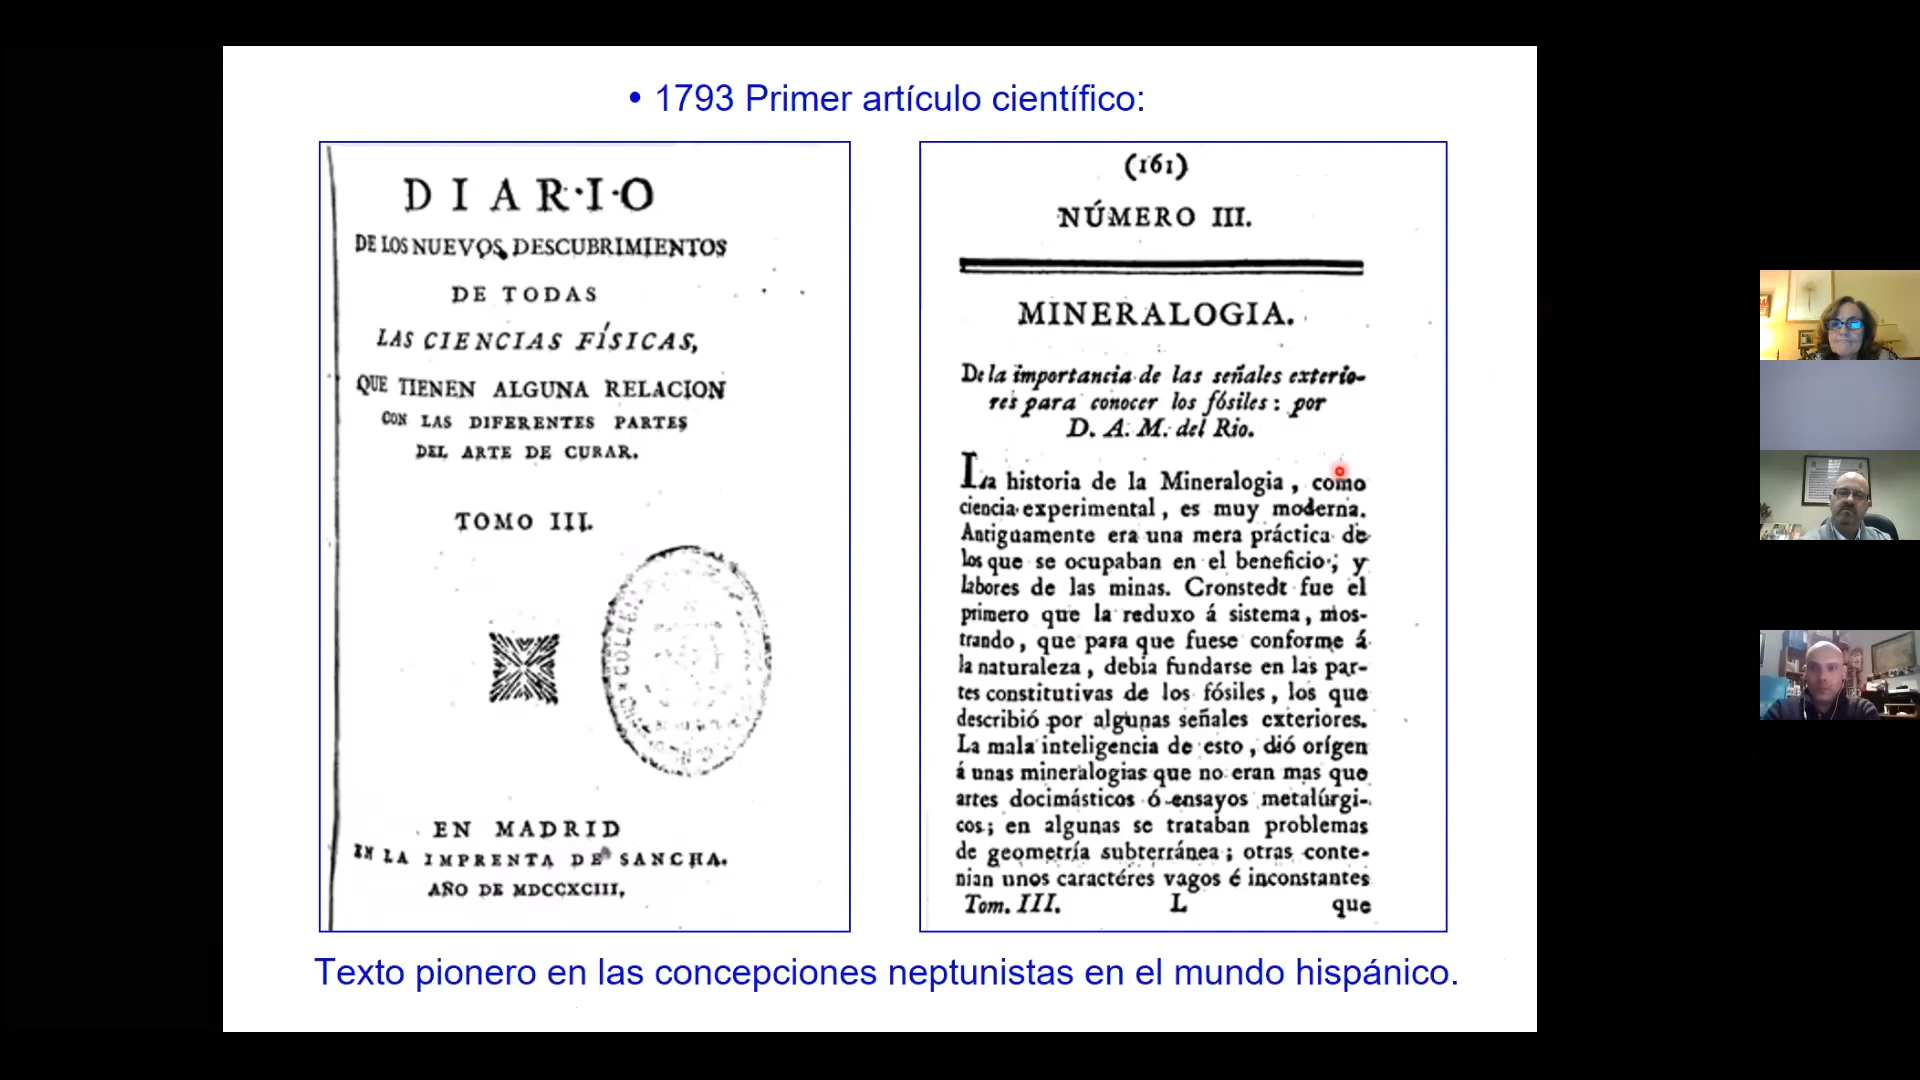 • 1793 Primer artículo científico:
DIARIO
DE LOS NUEVOS DESCUBRIMIENTOS
DE TODAS
LAS CIENCIAS FÍSICAS,
QUE TIENEN ALGUNA RELACION
CON LAS DIFERENTES PARTES
DEL ARTE DE CURAR.
TOMO III.
EN MADRID
EN LA IMPRENTA DE SANCHA.
AÑO DE MDCCXCIII,
(161)
NÚMERO III.
MINERALOGIA.
De la importancia de las señales exterio-
res para conocer los fósiles: por
D. A. M. del Rio.
La historia de la Mineralogia, como
ciencia experimental, es muy moderna.
Antiguamente era una mera práctica de
los que se ocupaban en el beneficio; y
labores de las minas. Cronstedt fue el
primero que la reduxo á sistema, mos-
trando, que para que fuese conforme á
la naturaleza, debia fundarse en las par-
tes constitutivas de los fósiles, los que
describió por algunas señales exteriores.
La mala inteligencia de esto, dió orígen
á unas mineralogias que no eran mas que
artes docimásticos ó ensayos metalúrgi-
cos; en algunas se trataban problemas
de geometría subterránea; otras conte-
nian unos caractéres vagos é inconstantes
Tom. III. L que
Texto pionero en las concepciones neptunistas en el mundo hispánico.